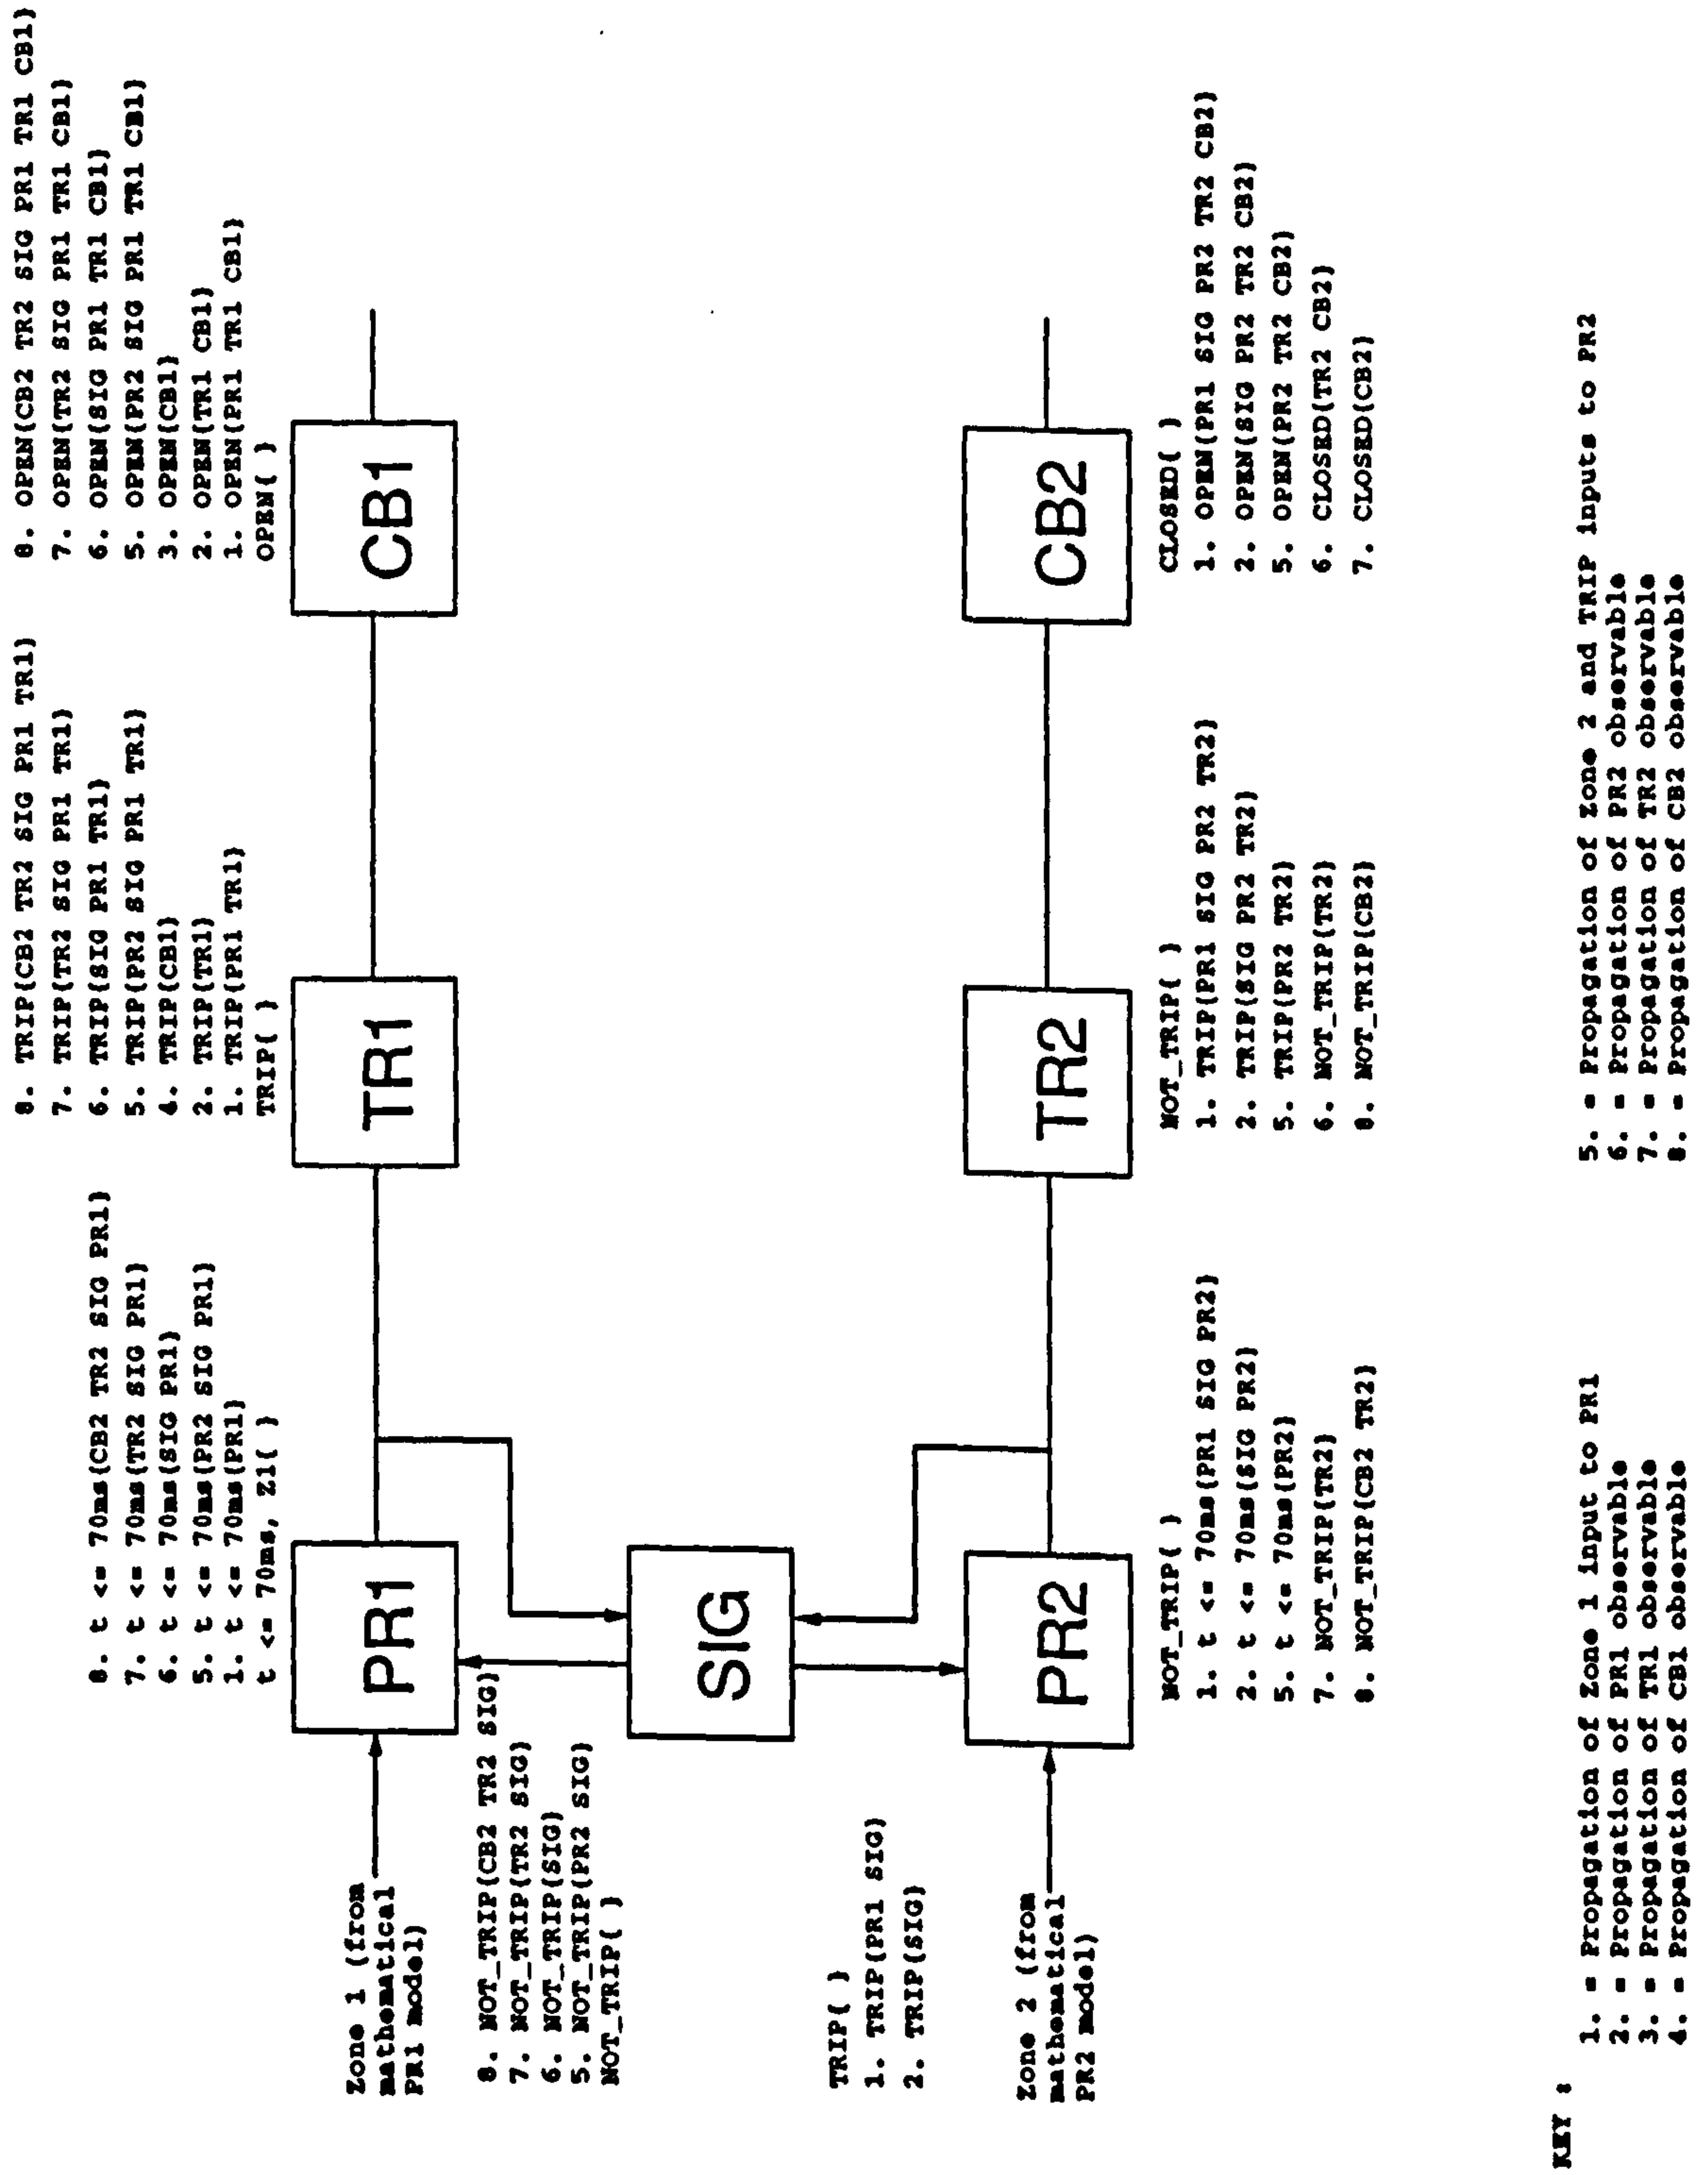 8. t <= 70ms{CB2 TR2 SIG PR1}
7. t <= 70ms{TR2 SIG PR1}
6. t <= 70ms{SIG PR1}
5. t <= 70ms{PR2 SIG PR1}
1. t <= 70ms{PR1}
t <= 70ms, Z1{ }
8. TRIP{CB2 TR2 SIG PR1 TR1}
7. TRIP{TR2 SIG PR1 TR1}
6. TRIP{SIG PR1 TR1}
5. TRIP{PR2 SIG PR1 TR1}
4. TRIP{CB1}
2. TRIP{TR1}
1. TRIP{PR1 TR1}
TRIP{ }
8. OPEN{CB2 TR2 SIG PR1 TR1 CB1}
7. OPEN{TR2 SIG PR1 TR1 CB1}
6. OPEN{SIG PR1 TR1 CB1}
5. OPEN{PR2 SIG PR1 TR1 CB1}
3. OPEN{CB1}
2. OPEN{TR1 CB1}
1. OPEN{PR1 TR1 CB1}
OPEN{ }
Zone 1 (from
mathematical
PR1 model)
PR1
TR1
CB1
8. NOT_TRIP{CB2 TR2 SIG}
7. NOT_TRIP{TR2 SIG}
6. NOT_TRIP{SIG}
5. NOT_TRIP{PR2 SIG}
NOT_TRIP{ }
SIG
TRIP{ }
1. TRIP{PR1 SIG}
2. TRIP{SIG}
Zone 2 (from
mathematical
PR2 model)
PR2
TR2
CB2
NOT_TRIP{ }
1. t <= 70ms{PR1 SIG PR2}
2. t <= 70ms{SIG PR2}
5. t <= 70ms{PR2}
7. NOT_TRIP{TR2}
8. NOT_TRIP{CB2 TR2}
NOT_TRIP{ }
1. TRIP{PR1 SIG PR2 TR2}
2. TRIP{SIG PR2 TR2}
5. TRIP{PR2 TR2}
6. NOT_TRIP{TR2}
8. NOT_TRIP{CB2}
CLOSED{ }
1. OPEN{PR1 SIG PR2 TR2 CB2}
2. OPEN{SIG PR2 TR2 CB2}
5. OPEN{PR2 TR2 CB2}
6. CLOSED{TR2 CB2}
7. CLOSED{CB2}
KEY :
1. = Propagation of Zone 1 input to PR1
2. = Propagation of PR1 observable
3. = Propagation of TR1 observable
4. = Propagation of CB1 observable
5. = Propagation of Zone 2 and TRIP inputs to PR2
6. = Propagation of PR2 observable
7. = Propagation of TR2 observable
8. = Propagation of CB2 observable